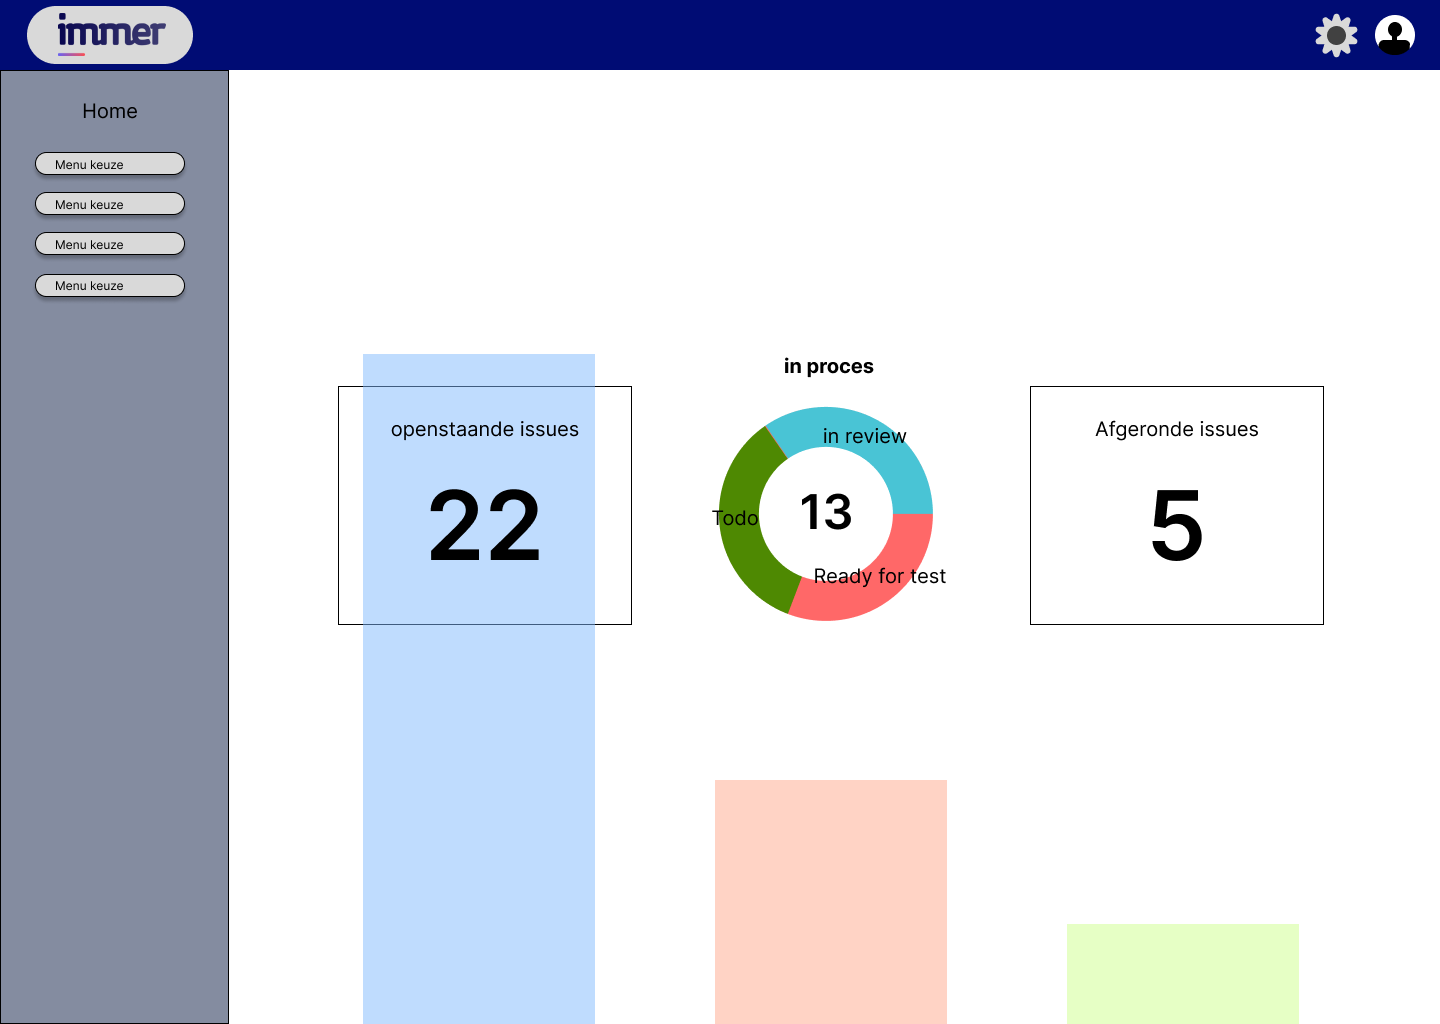 immer
Home
Menu keuze
Menu keuze
Menu keuze
Menu keuze
in proces
openstaande issues
22
in review
Todo
13
Ready for test
Afgeronde issues
5